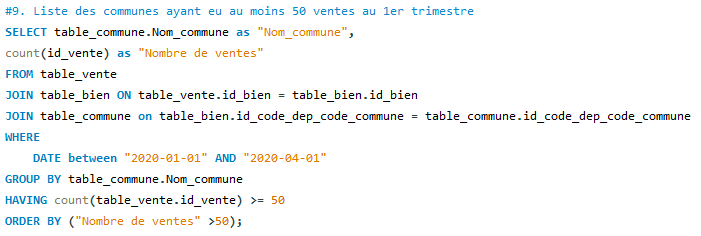 #9. Liste des communes ayant eu au moins 50 ventes au 1er trimestre
SELECT table_commune.Nom_commune as "Nom_commune",
count(id_vente) as "Nombre de ventes"
FROM table_vente
JOIN table_bien ON table_vente.id_bien = table_bien.id_bien
JOIN table_commune on table_bien.id_code_dep_code_commune = table_commune.id_code_dep_code_commune
WHERE
    DATE between "2020-01-01" AND "2020-04-01"
GROUP BY table_commune.Nom_commune
HAVING count(table_vente.id_vente) >= 50
ORDER BY ("Nombre de ventes" >50);